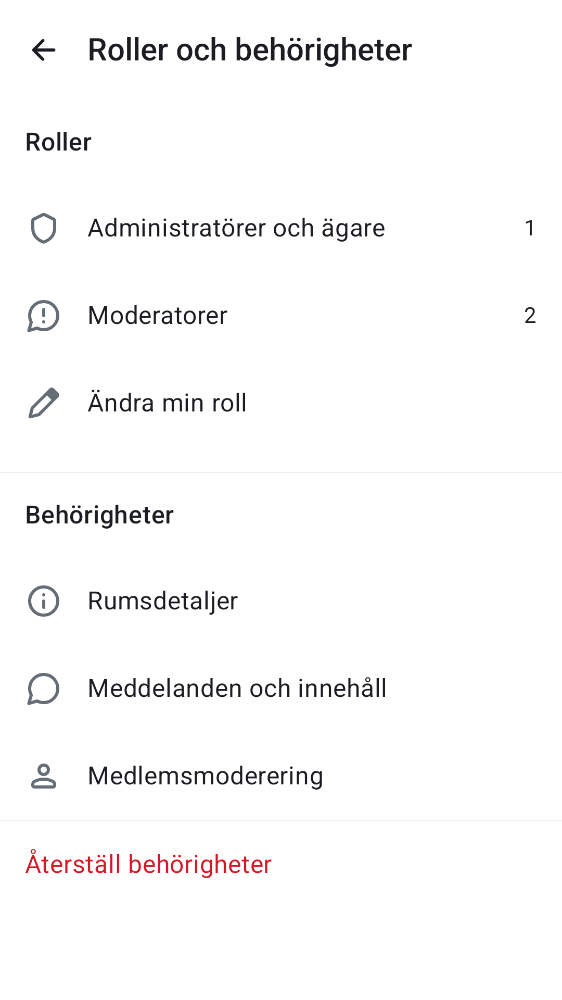 Roller och behörigheter
Roller
Administratörer och ägare 1
Moderatorer 2
Ändra min roll
Behörigheter
Rumsdetaljer
Meddelanden och innehåll
Medlemsmoderering
Återställ behörigheter